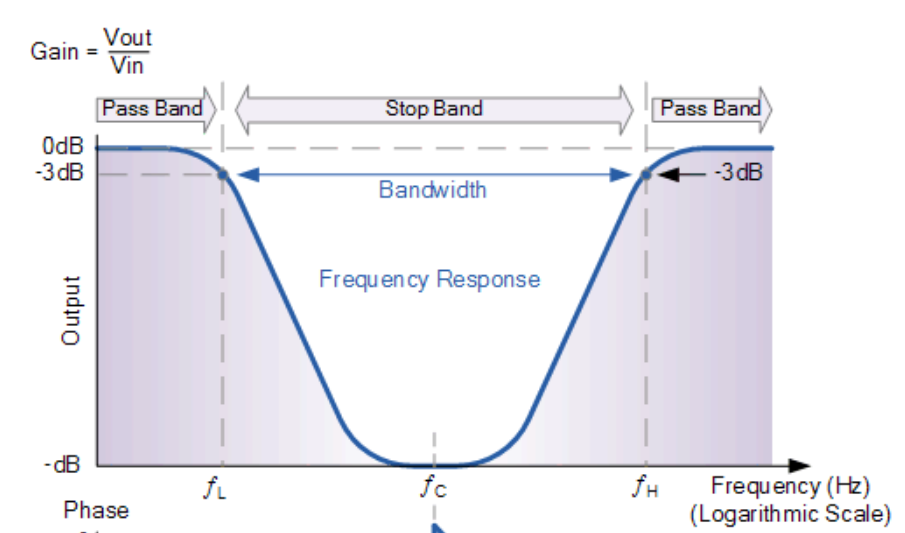 Gain = Vout
Vin
Pass Band
Stop Band
Pass Band
0dB
-3dB
Bandwidth
-3dB
Frequency Response
Output
-dB
fL
fC
fH
Frequency (Hz)
(Logarithmic Scale)
Phase